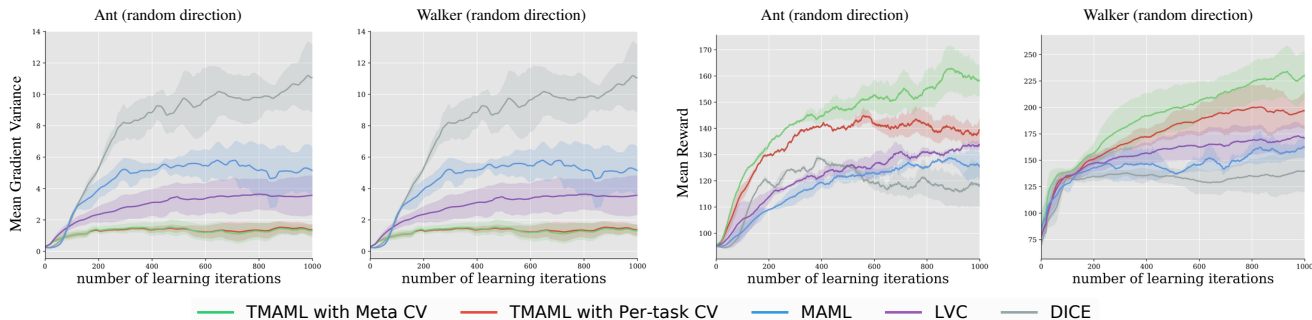 Ant (random direction)
Walker (random direction)
Ant (random direction)
Walker (random direction)
Mean Gradient Variance
14
12
10
8
6
4
2
0
0 200 400 600 800 1000
number of learning iterations
14
12
10
8
6
4
2
0
0 200 400 600 800 1000
number of learning iterations
Mean Reward
170
160
150
140
130
120
110
100
0 200 400 600 800 1000
number of learning iterations
250
225
200
175
150
125
100
75
0 200 400 600 800 1000
number of learning iterations
TMAML with Meta CV TMAML with Per-task CV MAML LVC DICE